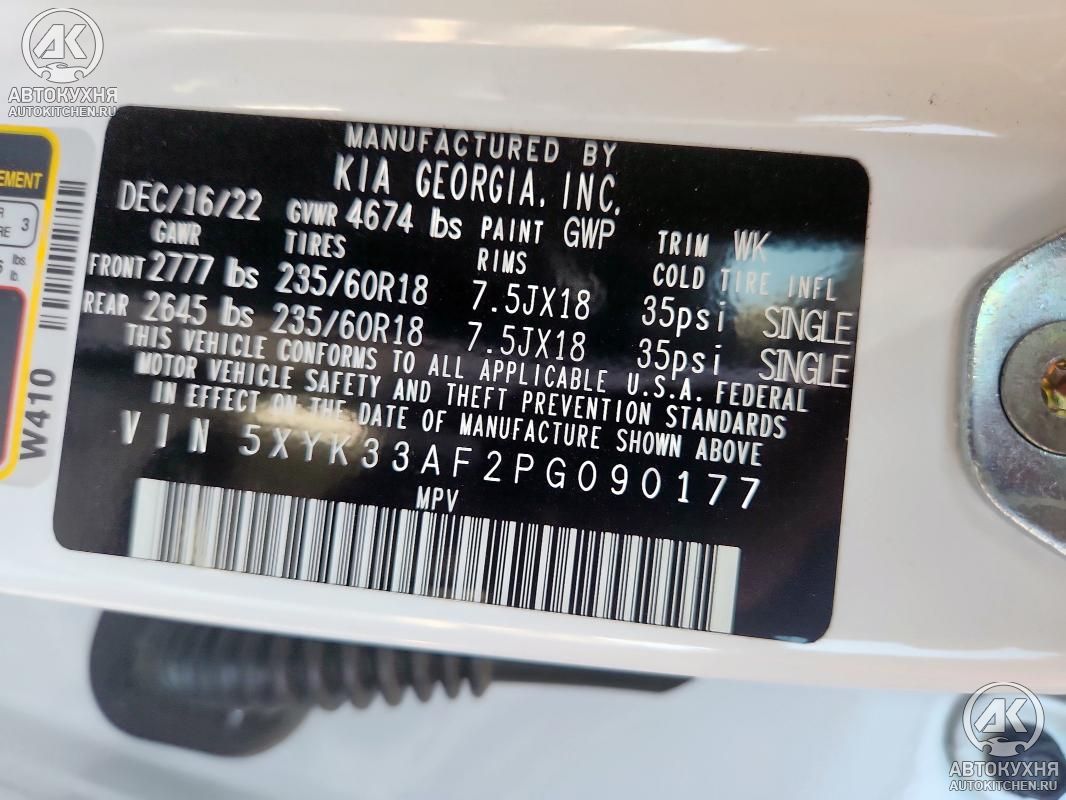 АВТОКУХНЯ
AUTOKITCHEN.RU
MANUFACTURED BY
KIA GEORGIA, INC.
DEC/16/22 GVWR 4674 lbs PAINT GWP TRIM WK
GAWR TIRES RIMS COLD TIRE INFL
FRONT 2777 lbs 235/60R18 7.5JX18 35psi SINGLE
REAR 2645 lbs 235/60R18 7.5JX18 35psi SINGLE
THIS VEHICLE CONFORMS TO ALL APPLICABLE U.S.A. FEDERAL
MOTOR VEHICLE SAFETY AND THEFT PREVENTION STANDARDS
IN EFFECT ON THE DATE OF MANUFACTURE SHOWN ABOVE
VIN 5XYK33AF2PG090177
MPV
3
lbs.
lb.
W410
АВТОКУХНЯ
AUTOKITCHEN.RU